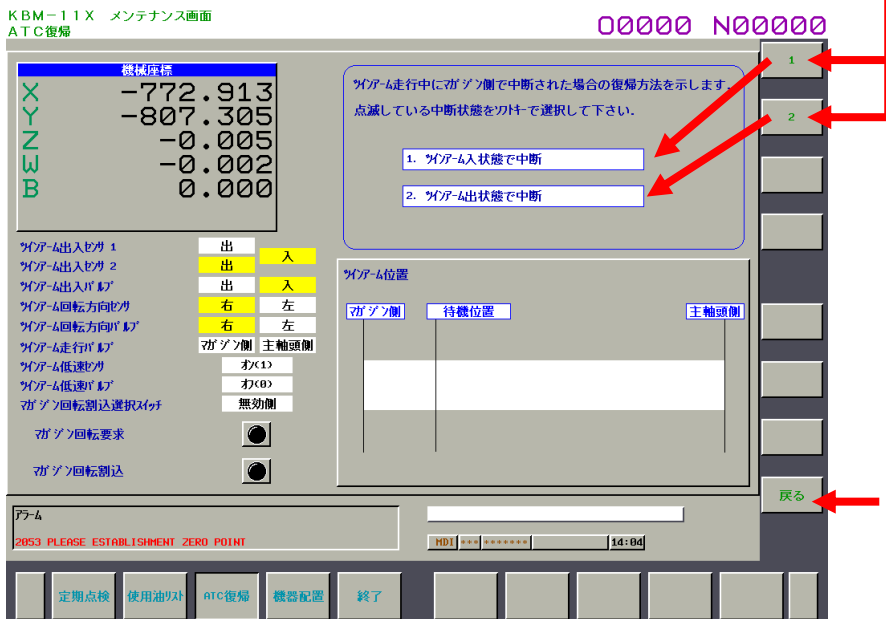 KBM-11X メンテナンス画面
ATC復帰
O0000 N00000
機械座標
X -772.913
Y -807.305
Z -0.005
W -0.002
B 0.000
ﾂｲﾝｱｰﾑ走行中にﾏｶﾞｼﾞﾝ側で中断された場合の復帰方法を示します.
点滅している中断状態をｿﾌﾄｷｰで選択して下さい.
1. ﾂｲﾝｱｰﾑ入状態で中断
2. ﾂｲﾝｱｰﾑ出状態で中断
1
2
戻る
ﾂｲﾝｱｰﾑ出入ｾﾝｻ 1 出
入
ﾂｲﾝｱｰﾑ出入ｾﾝｻ 2 出
ﾂｲﾝｱｰﾑ出入ﾊﾞﾙﾌﾞ 出 入
ﾂｲﾝｱｰﾑ回転方向ｾﾝｻ 右 左
ﾂｲﾝｱｰﾑ回転方向ﾊﾞﾙﾌﾞ 右 左
ﾂｲﾝｱｰﾑ走行ﾊﾞﾙﾌﾞ ﾏｶﾞｼﾞﾝ側 主軸頭側
ﾂｲﾝｱｰﾑ低速ｾﾝｻ ｵﾝ(1)
ﾂｲﾝｱｰﾑ低速ﾊﾞﾙﾌﾞ ｵﾌ(0)
ﾏｶﾞｼﾞﾝ回転割込選択ｽｲｯﾁ 無効側
ﾏｶﾞｼﾞﾝ回転要求
ﾏｶﾞｼﾞﾝ回転割込
ﾂｲﾝｱｰﾑ位置
ﾏｶﾞｼﾞﾝ側 待機位置 主軸頭側
ｱﾗｰﾑ
2053 PLEASE ESTABLISHMENT ZERO POINT
MDI *** ******* 14:04
定期点検 使用油ﾘｽﾄ ATC復帰 機器配置 終了